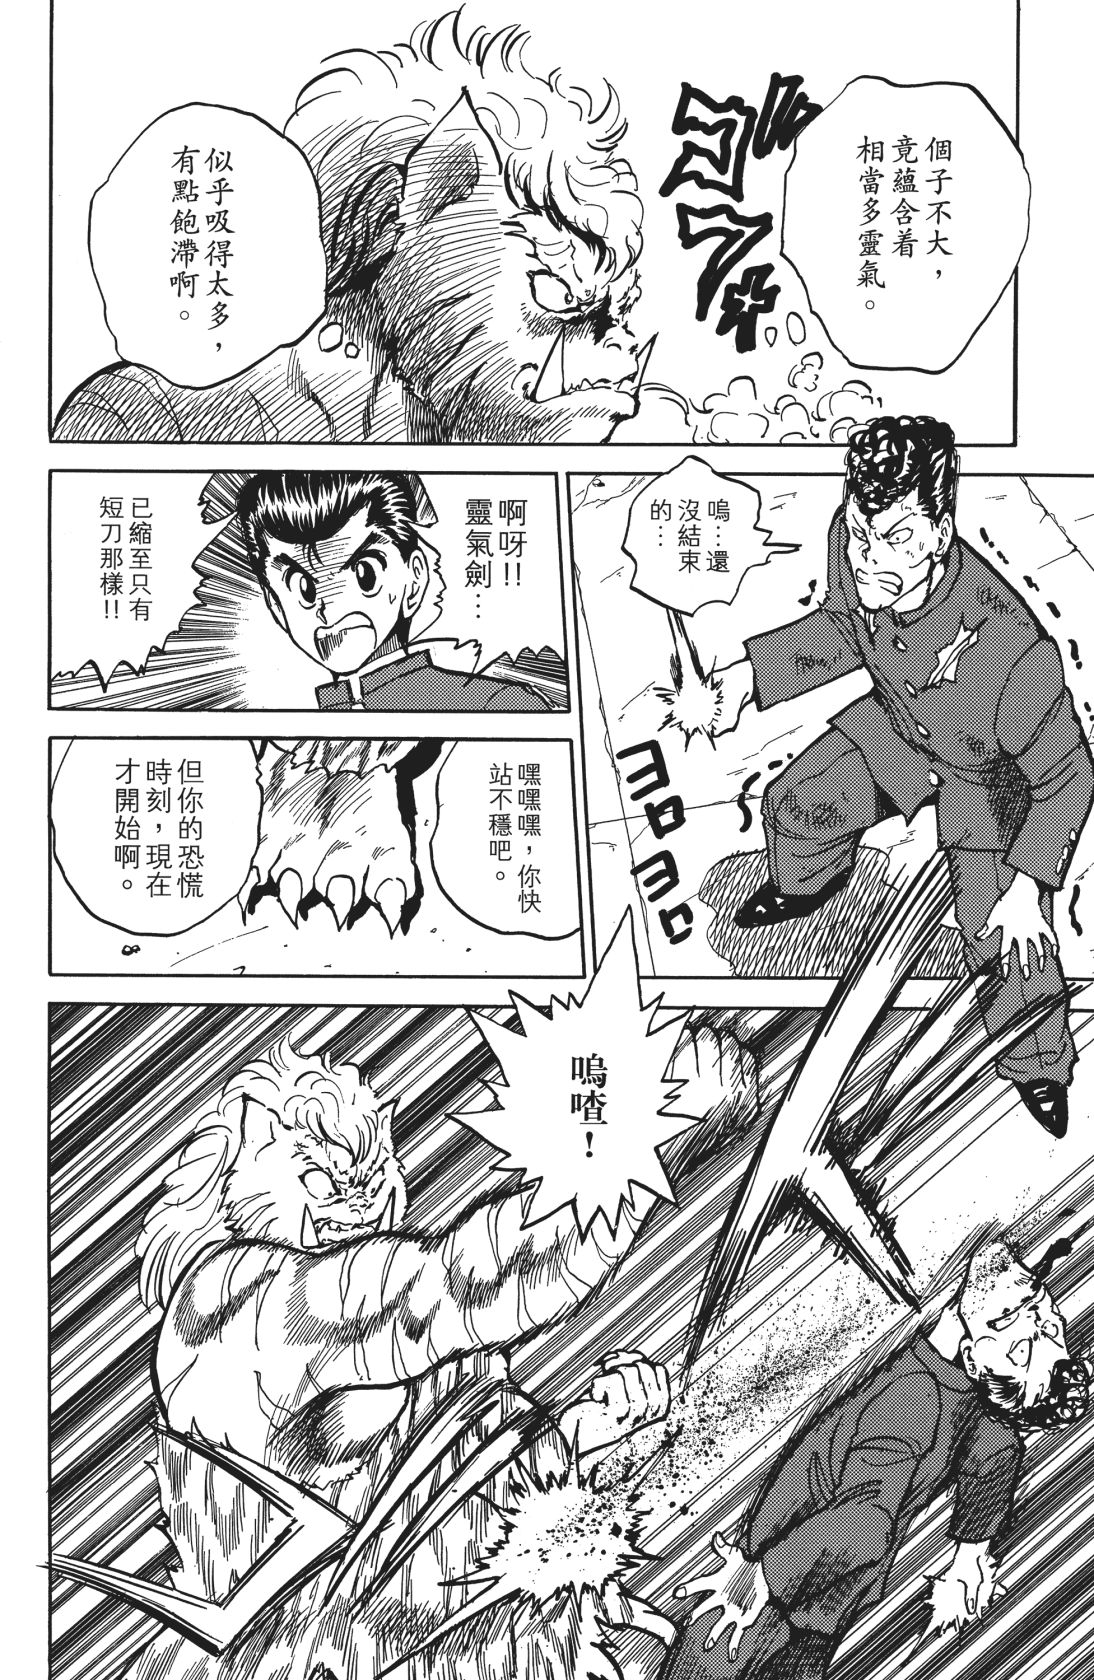 個子不大，
竟蘊含着
相當多靈氣。
ゴフッ
似乎吸得太多，
有點飽滯啊。
嗚…還
沒結束
的…
ヨロヨロ
啊呀!!
靈氣劍…
已縮至只有
短刀那樣!!
嘿嘿嘿，你快
站不穩吧。
但你的恐慌
時刻，現在
才開始啊。
嗚喳！